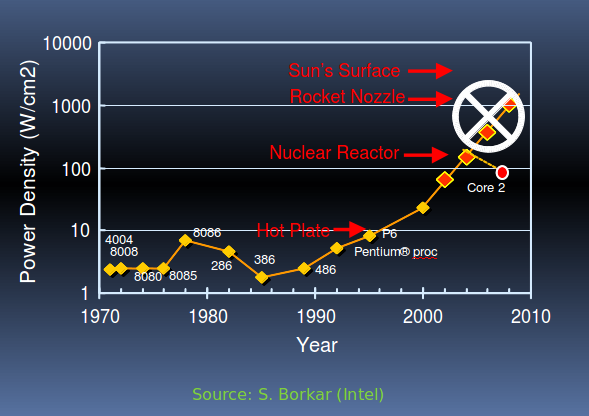 10000
1000
100
10
1
Power Density (W/cm2)
Sun's Surface
Rocket Nozzle
Nuclear Reactor
Hot Plate
Core 2
4004
8008
8080
8085
8086
286
386
486
P6
Pentium® proc
1970
1980
1990
2000
2010
Year
Source: S. Borkar (Intel)